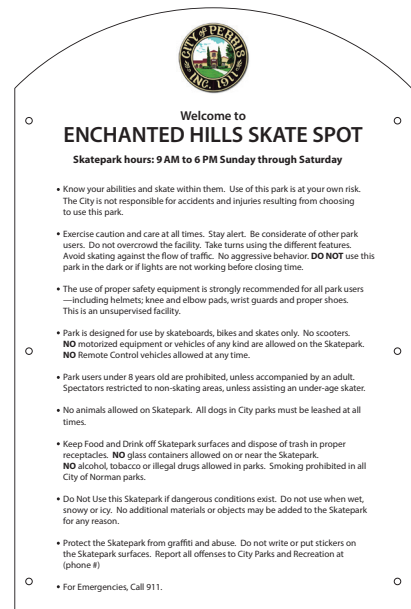 CITY OF PERRIS
INC. 1911
Welcome to
ENCHANTED HILLS SKATE SPOT
Skatepark hours: 9 AM to 6 PM Sunday through Saturday
• Know your abilities and skate within them. Use of this park is at your own risk.
The City is not responsible for accidents and injuries resulting from choosing
to use this park.
• Exercise caution and care at all times. Stay alert. Be considerate of other park
users. Do not overcrowd the facility. Take turns using the different features.
Avoid skating against the flow of traffic. No aggressive behavior. DO NOT use this
park in the dark or if lights are not working before closing time.
• The use of proper safety equipment is strongly recommended for all park users
—including helmets; knee and elbow pads, wrist guards and proper shoes.
This is an unsupervised facility.
• Park is designed for use by skateboards, bikes and skates only. No scooters.
NO motorized equipment or vehicles of any kind are allowed on the Skatepark.
NO Remote Control vehicles allowed at any time.
• Park users under 8 years old are prohibited, unless accompanied by an adult.
Spectators restricted to non-skating areas, unless assisting an under-age skater.
• No animals allowed on Skatepark. All dogs in City parks must be leashed at all
times.
• Keep Food and Drink off Skatepark surfaces and dispose of trash in proper
receptacles. NO glass containers allowed on or near the Skatepark.
NO alcohol, tobacco or illegal drugs allowed in parks. Smoking prohibited in all
City of Norman parks.
• Do Not Use this Skatepark if dangerous conditions exist. Do not use when wet,
snowy or icy. No additional materials or objects may be added to the Skatepark
for any reason.
• Protect the Skatepark from graffiti and abuse. Do not write or put stickers on
the Skatepark surfaces. Report all offenses to City Parks and Recreation at
(phone #)
• For Emergencies, Call 911.